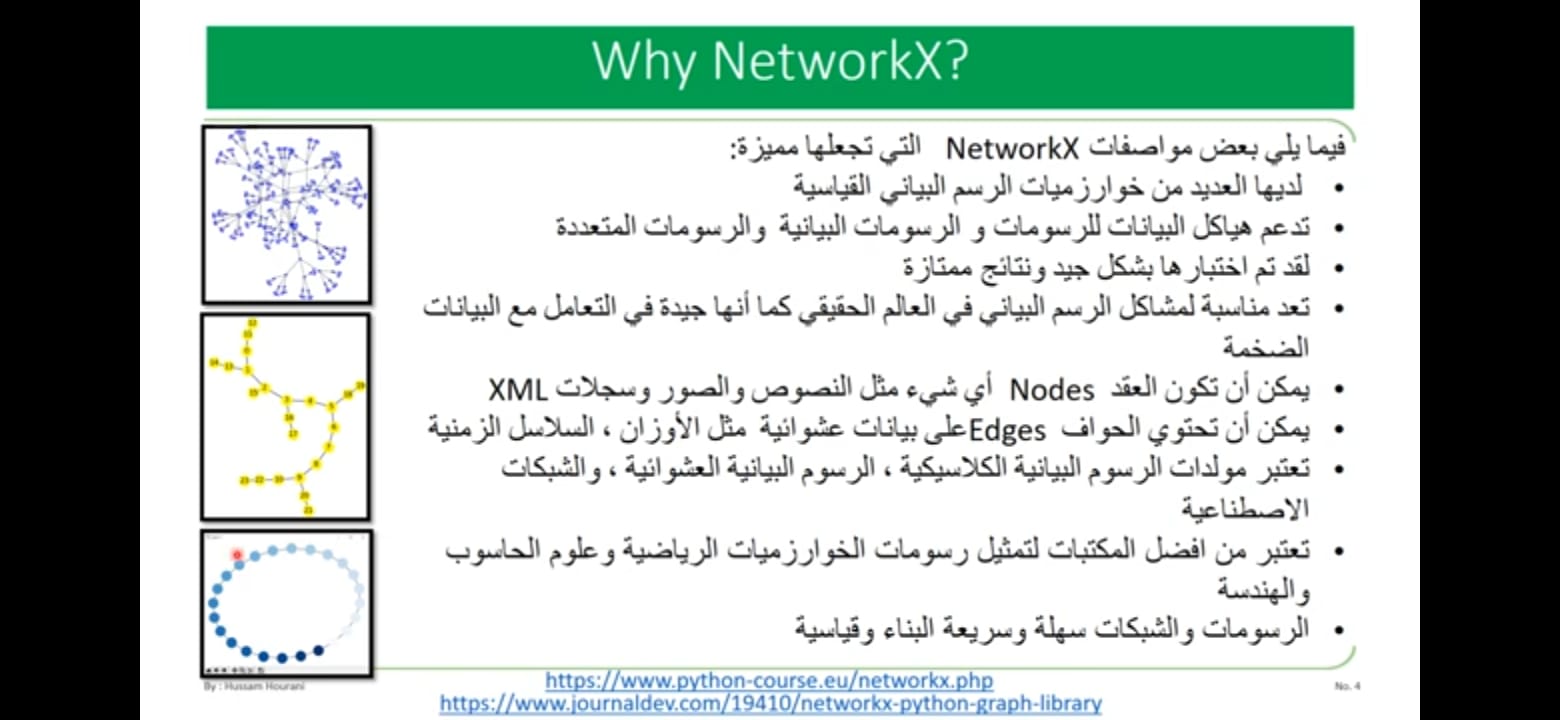 Why NetworkX?
فيما يلي بعض مواصفات NetworkX التي تجعلها مميزة:
• لديها العديد من خوارزميات الرسم البياني القياسية
• تدعم هياكل البيانات للرسومات و الرسومات البيانية والرسومات المتعددة
• لقد تم اختبارها بشكل جيد ونتائج ممتازة
• تعد مناسبة لمشاكل الرسم البياني في العالم الحقيقي كما أنها جيدة في التعامل مع البيانات
الضخمة
• يمكن أن تكون العقد Nodes أي شيء مثل النصوص والصور وسجلات XML
• يمكن أن تحتوي الحواف Edgesعلى بيانات عشوائية مثل الأوزان ، السلاسل الزمنية
• تعتبر مولدات الرسوم البيانية الكلاسيكية ، الرسوم البيانية العشوائية ، والشبكات
الاصطناعية
• تعتبر من افضل المكتبات لتمثيل رسومات الخوارزميات الرياضية وعلوم الحاسوب
والهندسة
• الرسومات والشبكات سهلة وسريعة البناء وقياسية
https://www.python-course.eu/networkx.php
https://www.journaldev.com/19410/networkx-python-graph-library
By : Hussam Hourani
No. 4